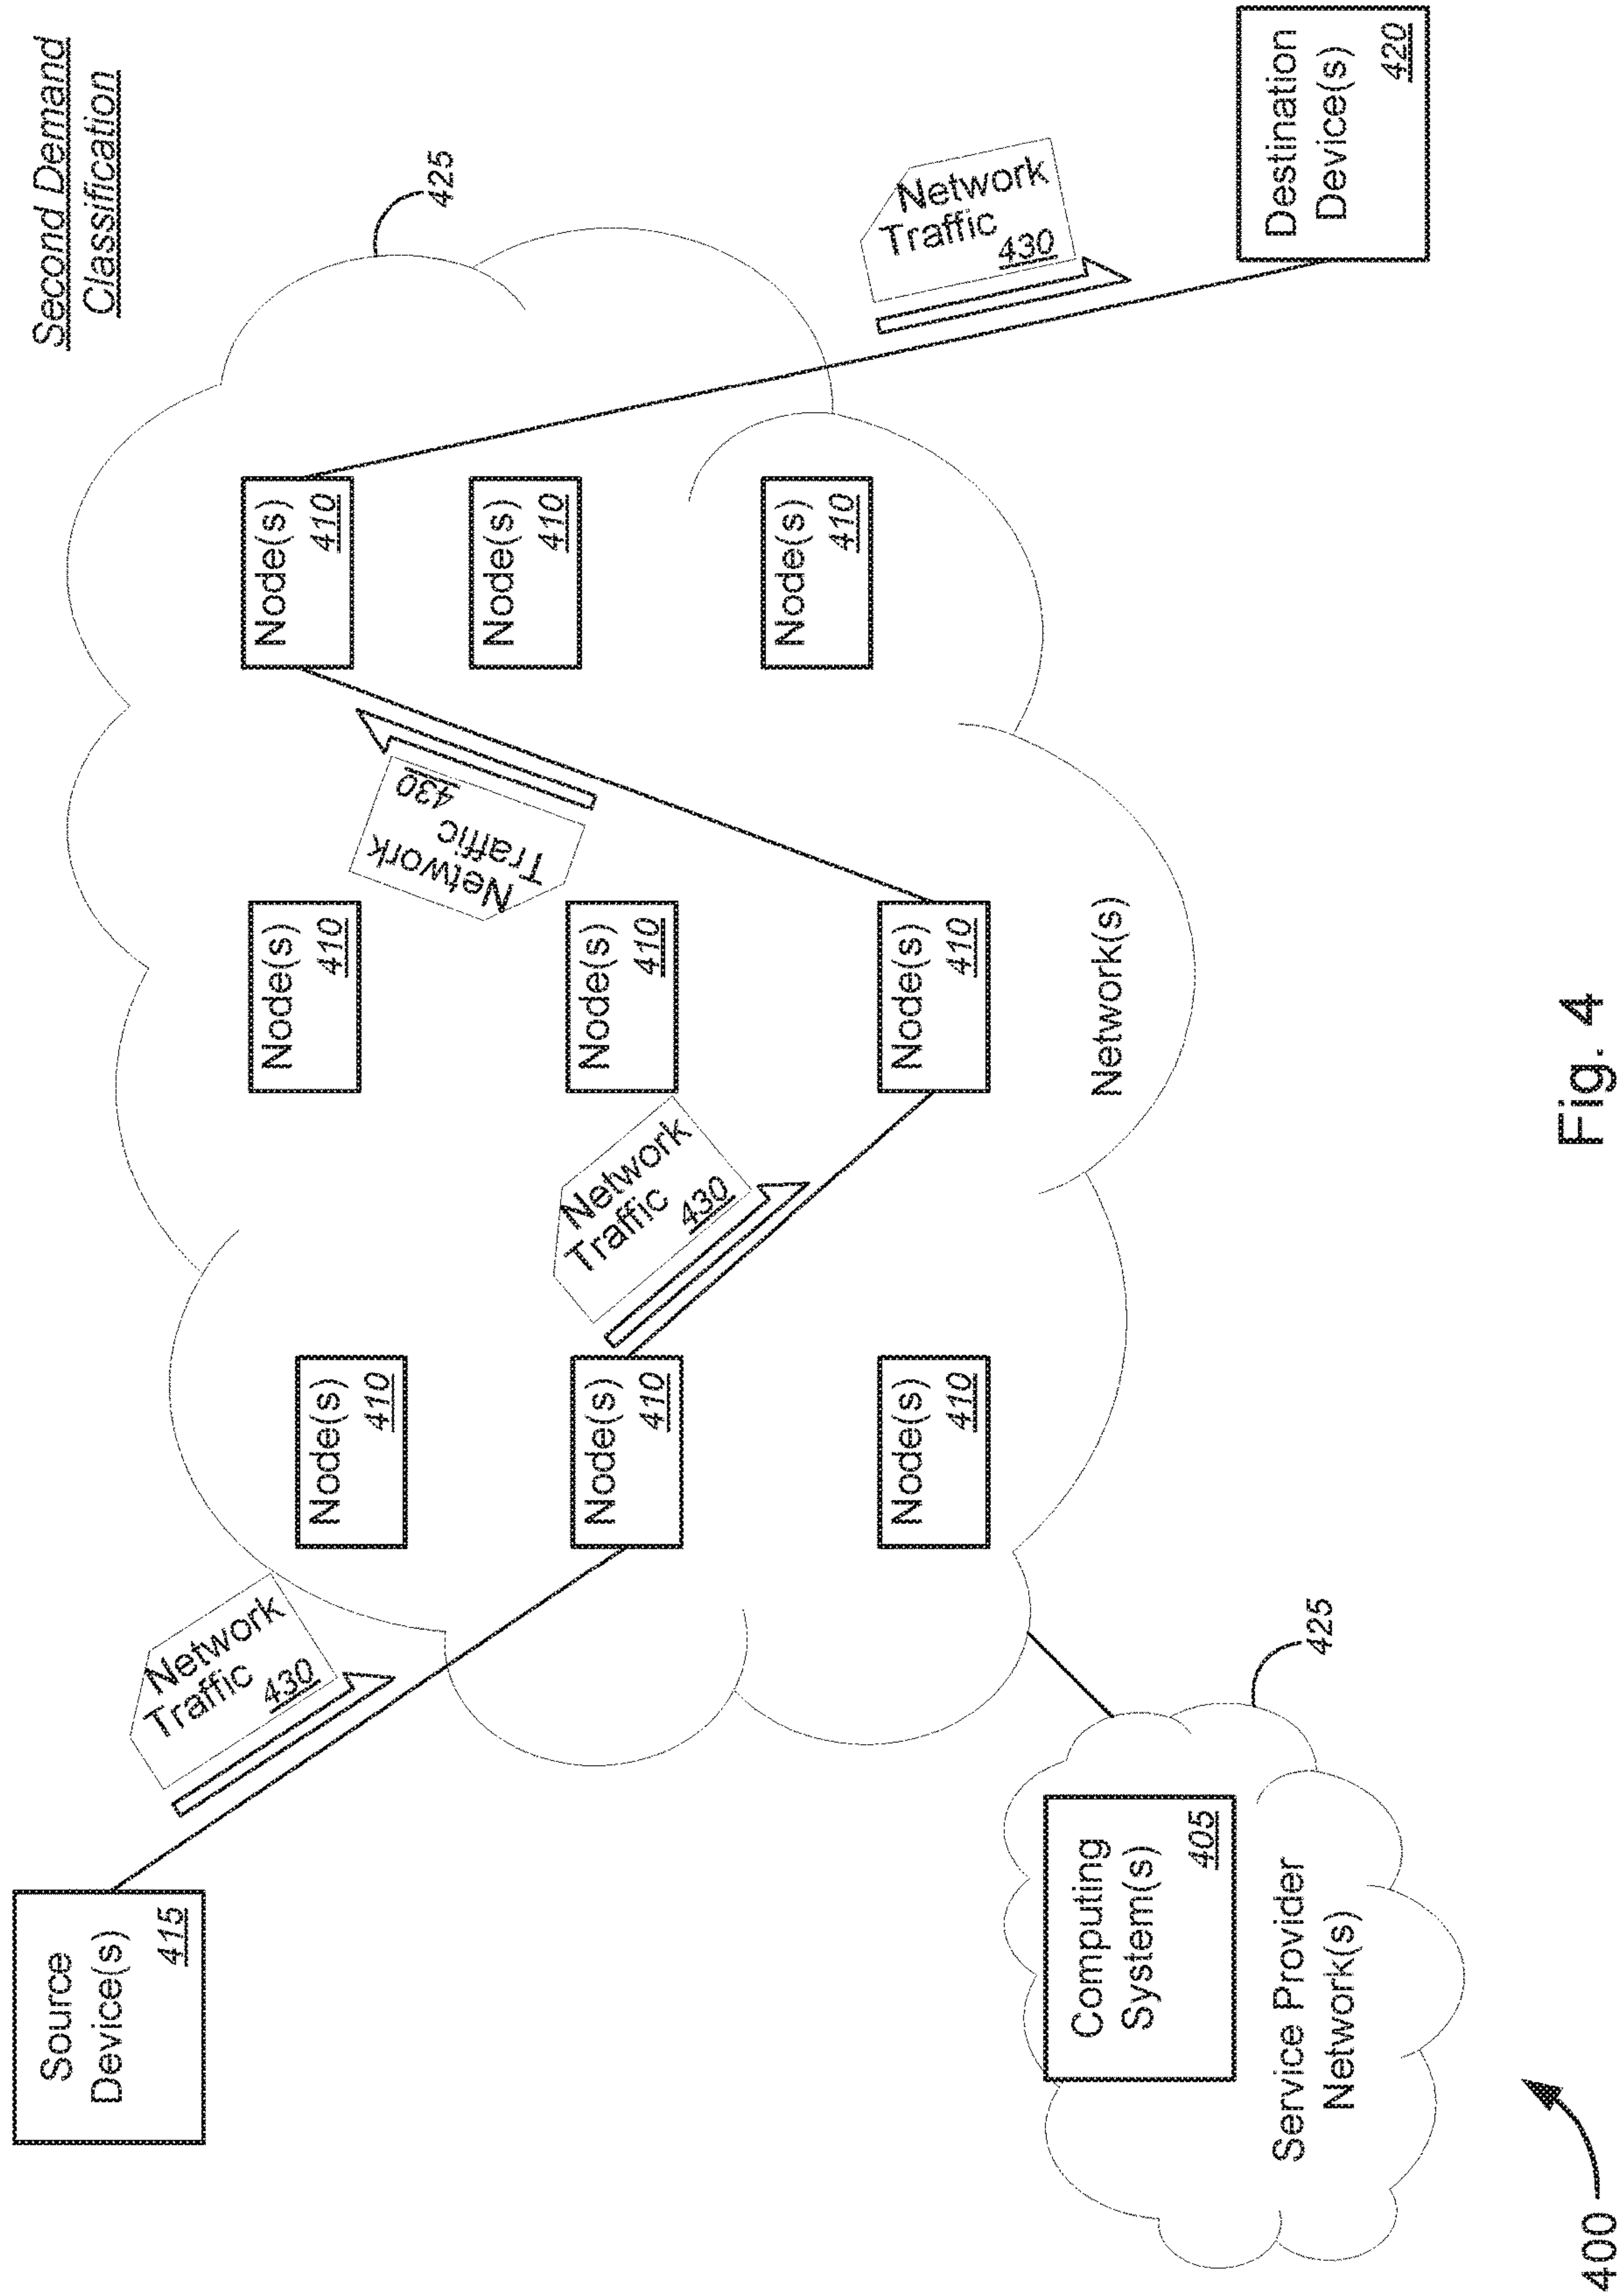 Second Demand
Classification
Source
Device(s)
415
Network
Traffic
430
425
Node(s)
410
Node(s)
410
Node(s)
410
Network
Traffic
430
Node(s)
410
Node(s)
410
Network
Traffic
430
Node(s)
410
Node(s)
410
Node(s)
410
Node(s)
410
Network
Traffic
430
Network(s)
Destination
Device(s)
420
Computing
System(s)
405
Service Provider
Network(s)
425
400
Fig. 4